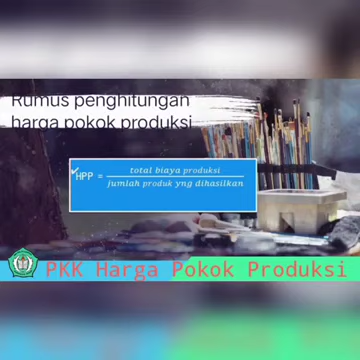 Rumus penghitungan
harga pokok produksi
✔
HPP = total biaya produksi
jumlah produk yng dihasilkan
PKK Harga Pokok Produksi